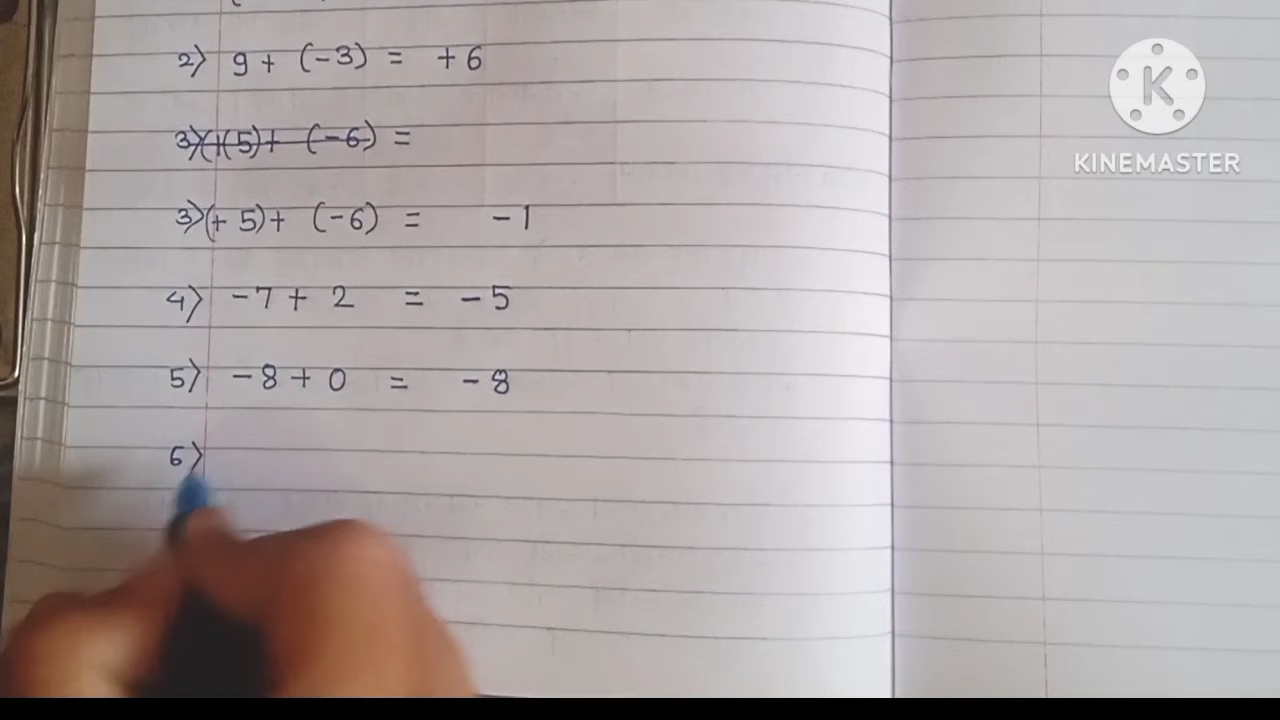 2) 9 + (-3) = +6
3) (+(5)+ (-6) =
3) (+ 5) + (-6) = -1
4) -7 + 2 = -5
5) -8 + 0 = -8
6)
K
KINEMASTER